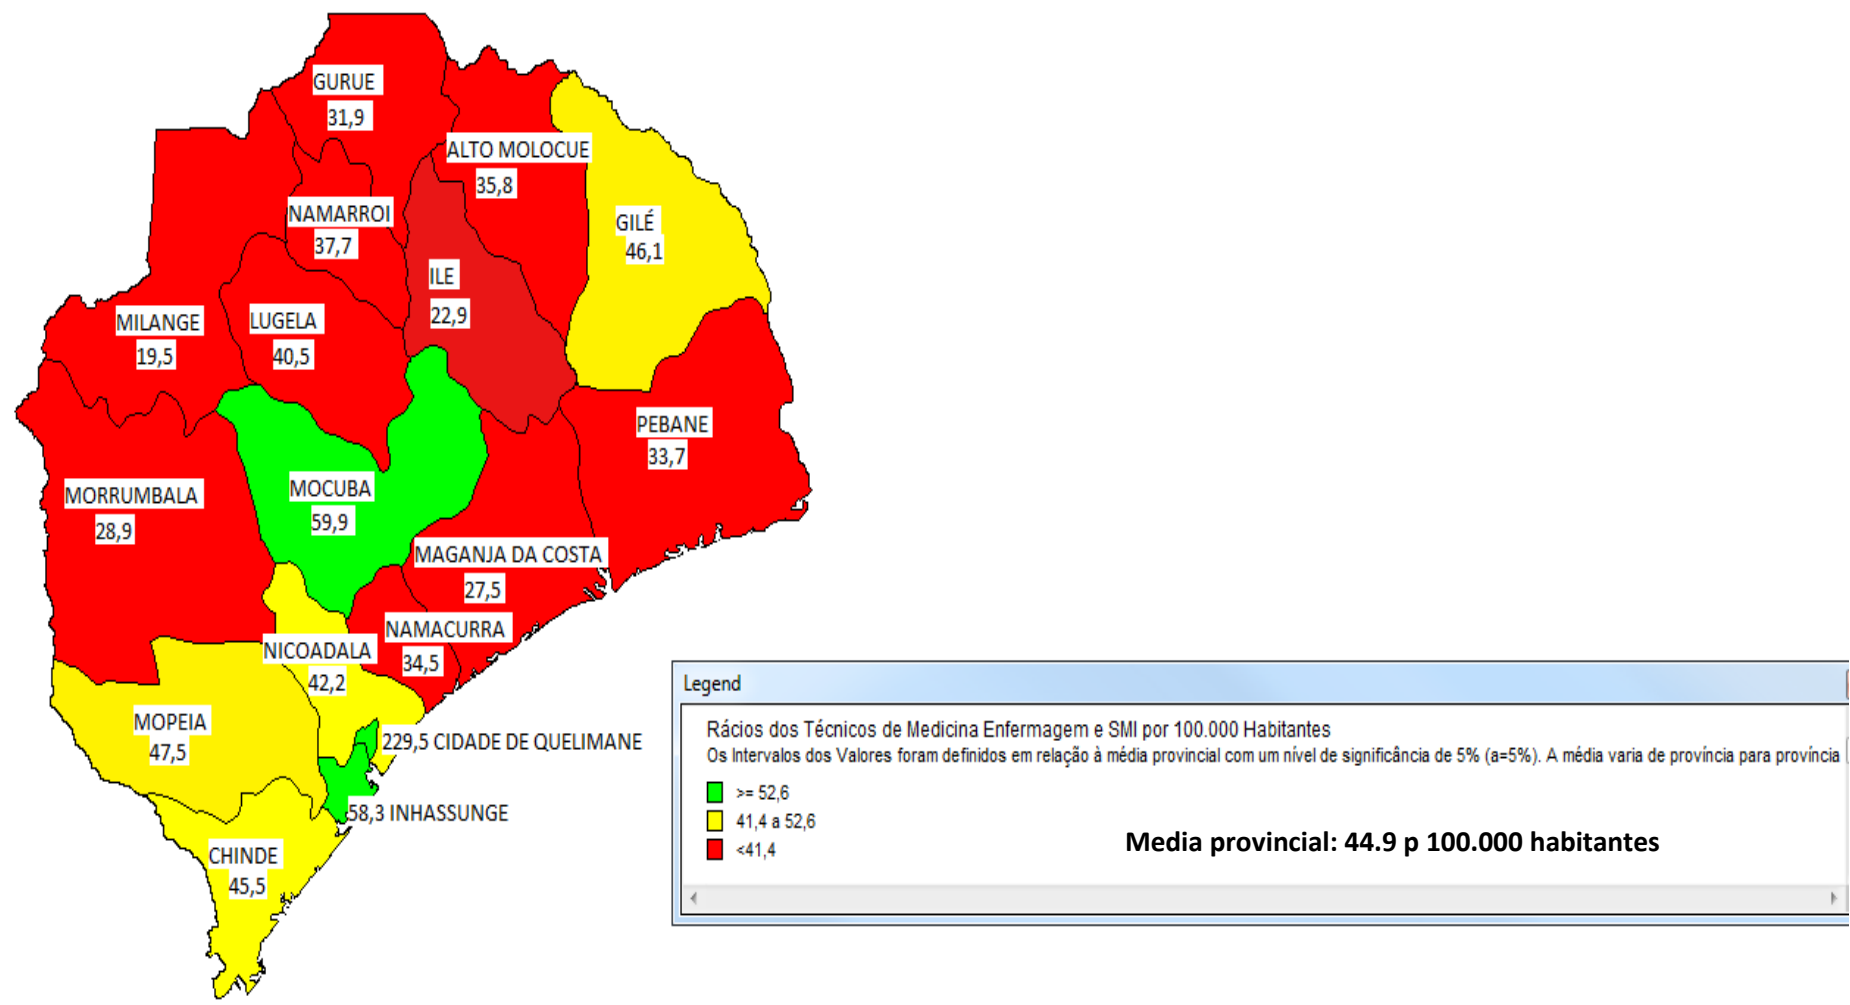 GURUE
31,9
ALTO MOLOCUE
35,8
NAMARROI
37,7
GILÉ
46,1
ILE
22,9
MILANGE
19,5
LUGELA
40,5
PEBANE
33,7
MORRUMBALA
28,9
MOCUBA
59,9
MAGANJA DA COSTA
27,5
NAMACURRA
34,5
NICOADALA
42,2
MOPEIA
47,5
229,5 CIDADE DE QUELIMANE
58,3 INHASSUNGE
CHINDE
45,5
Legend
Rácios dos Técnicos de Medicina Enfermagem e SMI por 100.000 Habitantes
Os Intervalos dos Valores foram definidos em relação à média provincial com um nível de significância de 5% (a=5%). A média varia de província para província
>= 52,6
41,4 a 52,6
<41,4
Media provincial: 44.9 p 100.000 habitantes